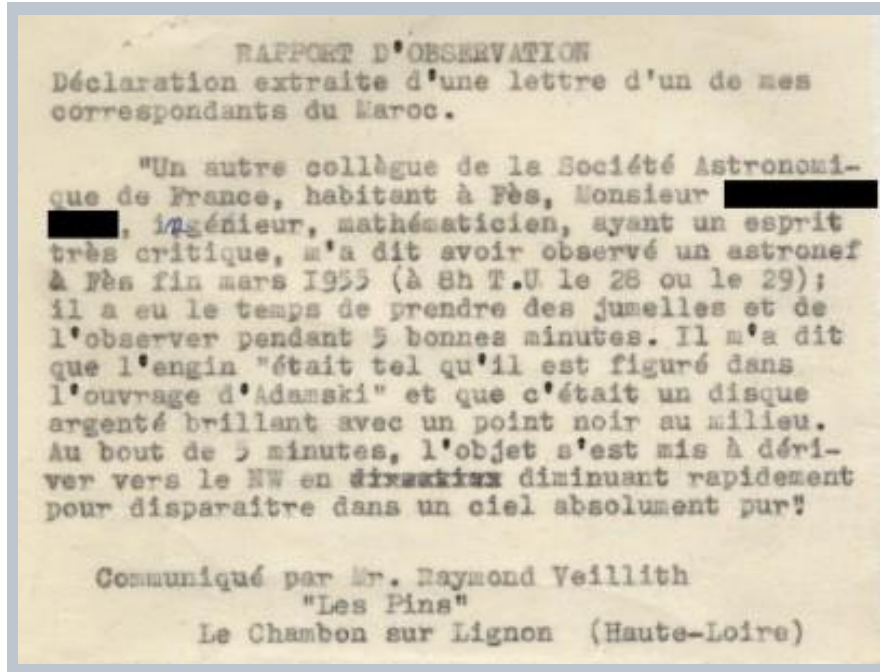 RAPPORT D'OBSERVATION
Déclaration extraite d'une lettre d'un de mes
correspondants du Maroc.
"Un autre collègue de la Société Astronomi-
que de France, habitant à Fès, Monsieur
, ingénieur, mathématicien, ayant un esprit
très critique, m'a dit avoir observé un astronef
à Fès fin mars I955 (à 8h T.U le 28 ou le 29);
il a eu le temps de prendre des jumelles et de
l'observer pendant 5 bonnes minutes. Il m'a dit
que l'engin "était tel qu'il est figuré dans
l'ouvrage d'Adamski" et que c'était un disque
argenté brillant avec un point noir au milieu.
Au bout de 5 minutes, l'objet s'est mis à déri-
ver vers le NW en diminuant rapidement
pour disparaitre dans un ciel absolument pur"
Communiqué par Mr. Raymond Veillith
"Les Pins"
Le Chambon sur Lignon (Haute-Loire)